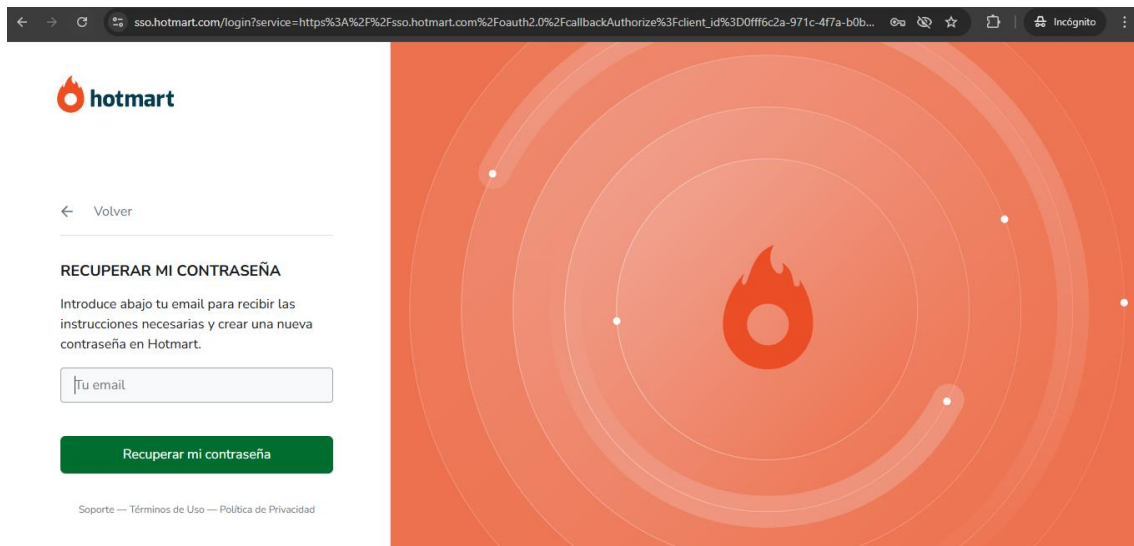 sso.hotmart.com/login?service=https%3A%2F%2Fsso.hotmart.com%2Foauth2.0%2FcallbackAuthorize%3Fclient_id%3D0fff6c2a-971c-4f7a-b0b...
Incógnito
hotmart
Volver
RECUPERAR MI CONTRASEÑA
Introduce abajo tu email para recibir las
instrucciones necesarias y crear una nueva
contraseña en Hotmart.
Tu email
Recuperar mi contraseña
Soporte — Términos de Uso — Política de Privacidad